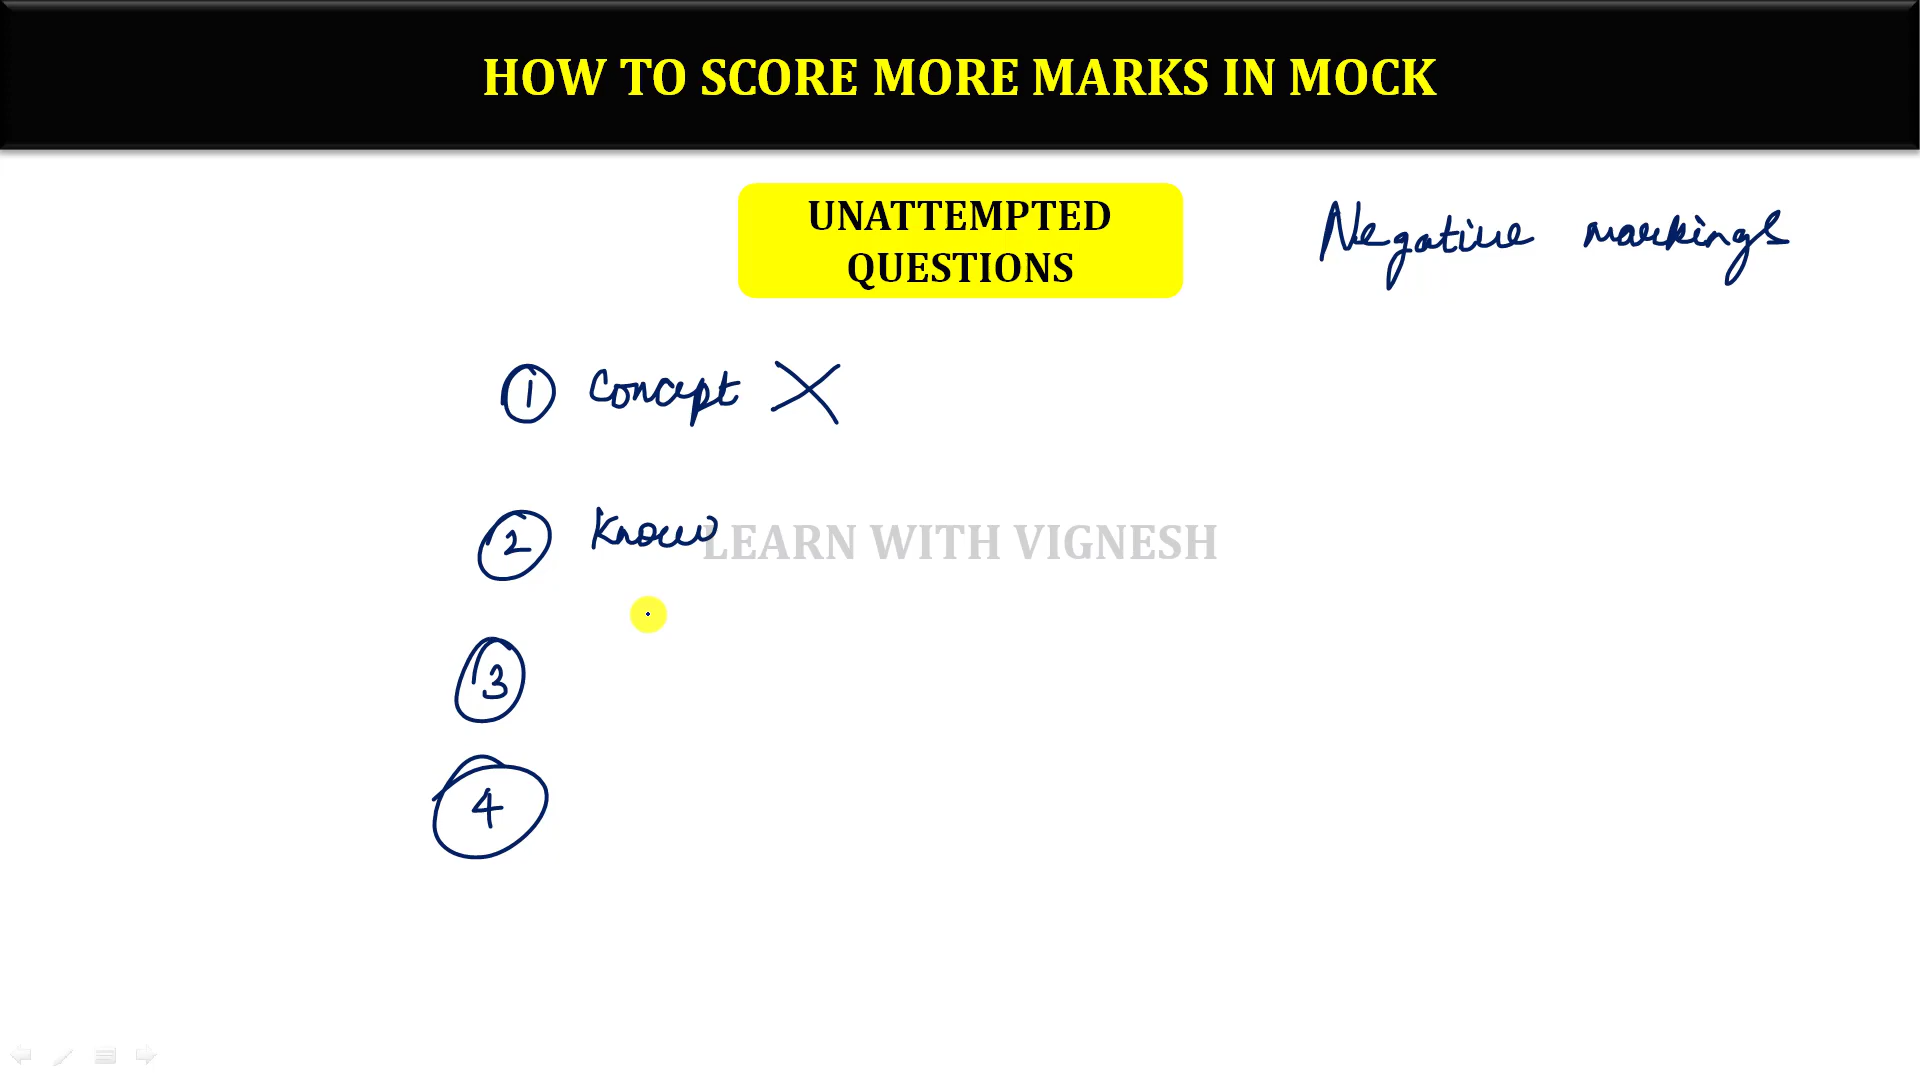 HOW TO SCORE MORE MARKS IN MOCK
UNATTEMPTED
QUESTIONS
Negative markings
1 Concept X
2 Know
LEARN WITH VIGNESH
3
4